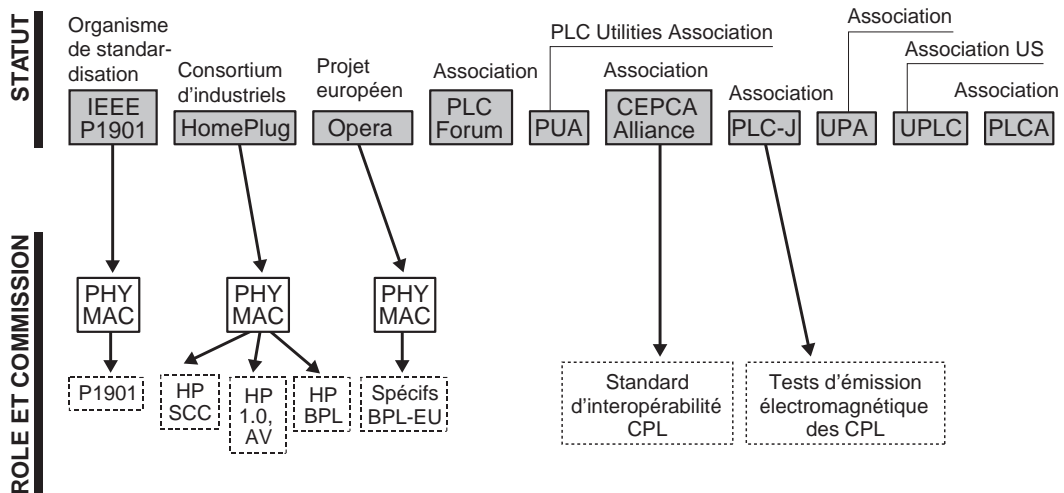 STATUT
Organisme
de standar-
disation
IEEE
P1901
Consortium
d'industriels
HomePlug
Projet
européen
Opera
Association
PLC
Forum
PLC Utilities Association
PUA
Association
CEPCA
Alliance
Association
PLC-J
Association
UPA
Association US
UPLC
Association
PLCA
ROLE ET COMMISSION
PHY
MAC
P1901
PHY
MAC
HP
SCC
HP
1.0,
AV
HP
BPL
PHY
MAC
Spécifs
BPL-EU
Standard
d'interopérabilité
CPL
Tests d'émission
électromagnétique
des CPL